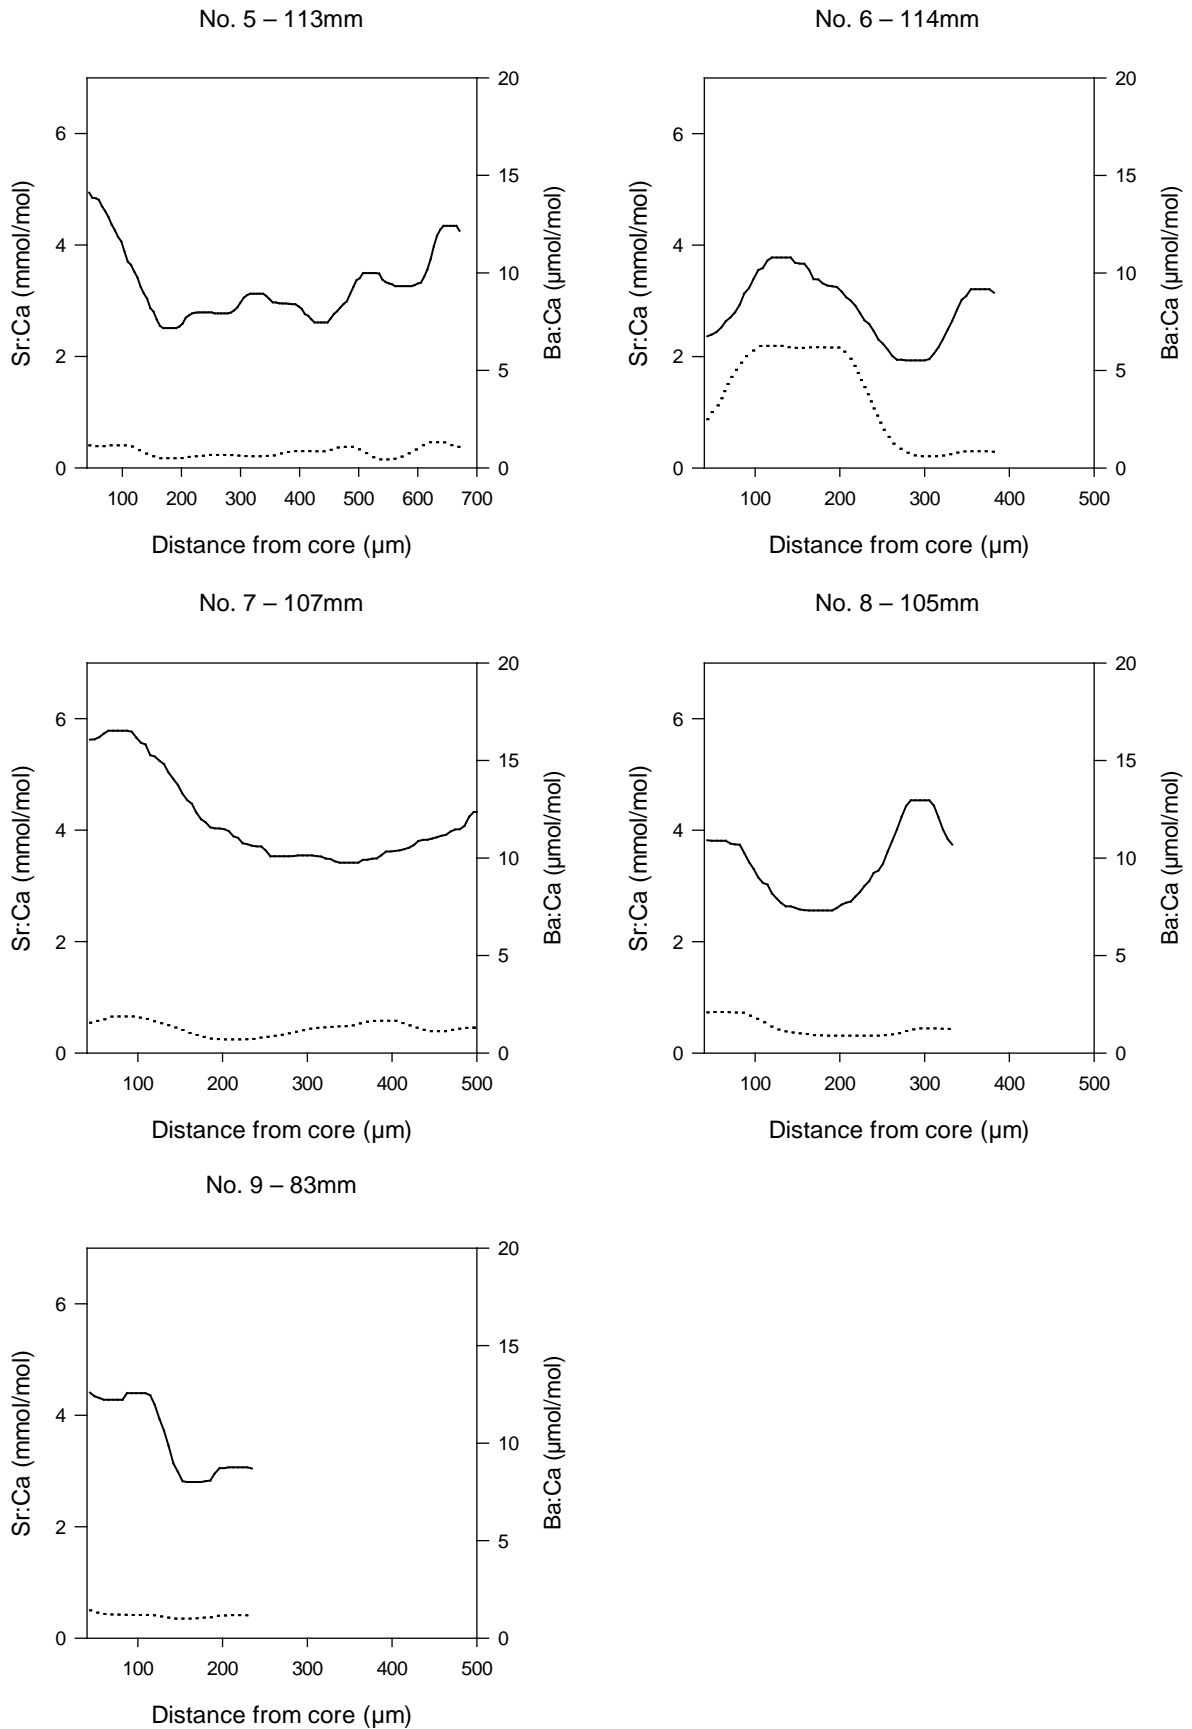 No. 5 – 113mm
Sr:Ca (mmol/mol)
6
4
2
0
20
15
10
5
0
Ba:Ca (µmol/mol)
100 200 300 400 500 600 700
Distance from core (µm)
No. 6 – 114mm
Sr:Ca (mmol/mol)
6
4
2
0
20
15
10
5
0
Ba:Ca (µmol/mol)
100 200 300 400 500
Distance from core (µm)
No. 7 – 107mm
Sr:Ca (mmol/mol)
6
4
2
0
20
15
10
5
0
Ba:Ca (µmol/mol)
100 200 300 400 500
Distance from core (µm)
No. 8 – 105mm
Sr:Ca (mmol/mol)
6
4
2
0
20
15
10
5
0
Ba:Ca (µmol/mol)
100 200 300 400 500
Distance from core (µm)
No. 9 – 83mm
Sr:Ca (mmol/mol)
6
4
2
0
20
15
10
5
0
Ba:Ca (µmol/mol)
100 200 300 400 500
Distance from core (µm)